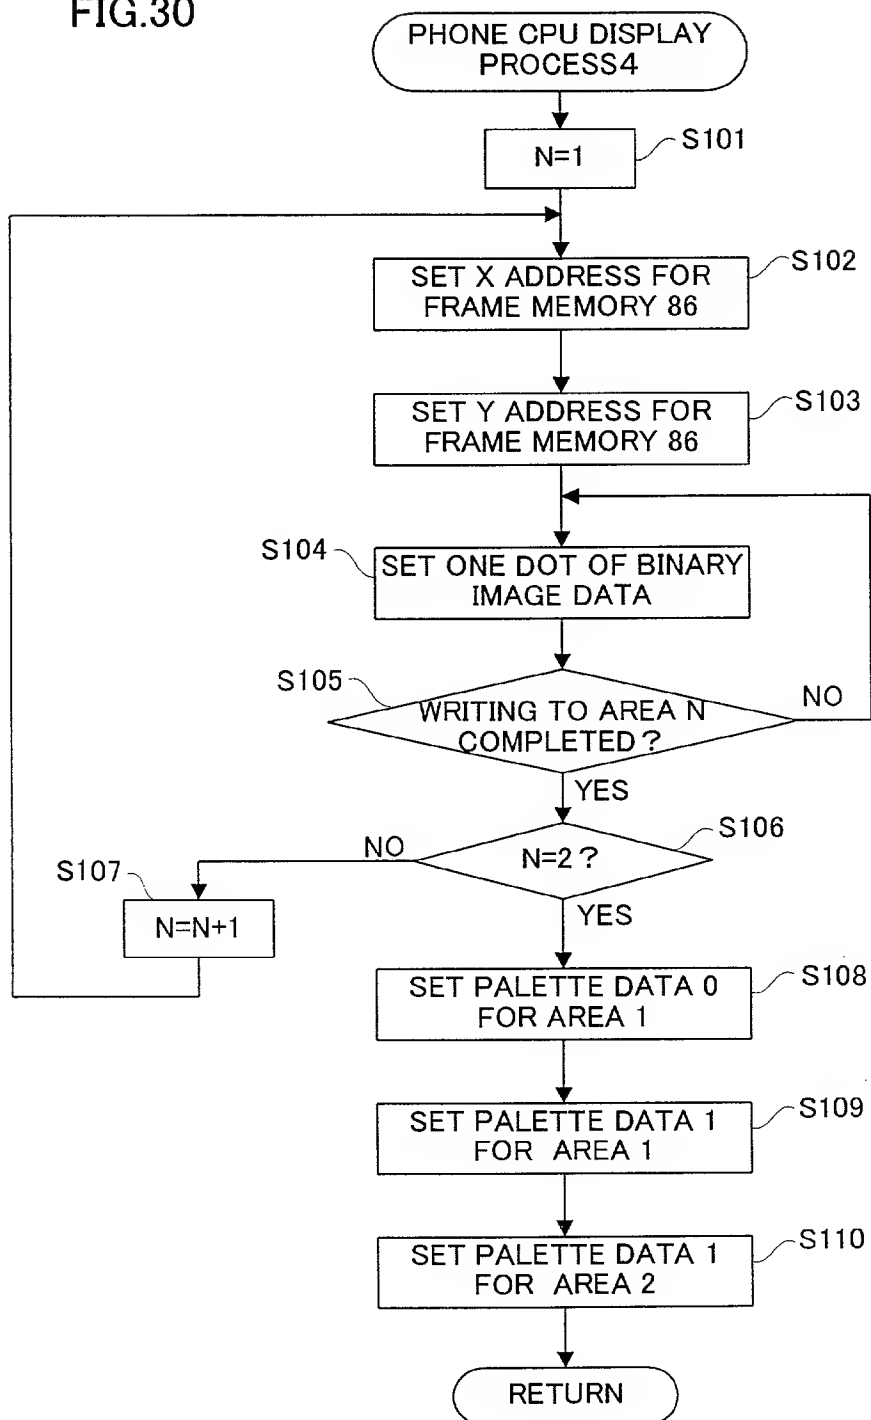 FIG.30
PHONE CPU DISPLAY
PROCESS4
N=1
S101
SET X ADDRESS FOR
FRAME MEMORY 86
S102
SET Y ADDRESS FOR
FRAME MEMORY 86
S103
S104
SET ONE DOT OF BINARY
IMAGE DATA
S105
WRITING TO AREA N
COMPLETED?
NO
YES
S106
N=2?
NO
S107
N=N+1
YES
SET PALETTE DATA 0
FOR AREA 1
S108
SET PALETTE DATA 1
FOR AREA 1
S109
SET PALETTE DATA 1
FOR AREA 2
S110
RETURN